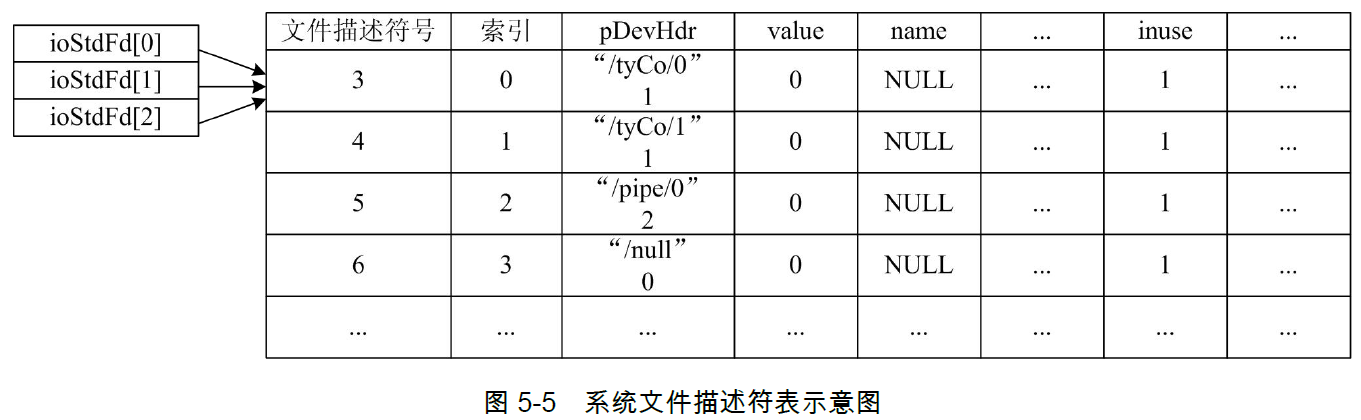 ioStdFd[0]
ioStdFd[1]
ioStdFd[2]
文件描述符号 索引 pDevHdr value name ... inuse ...
3 0 “/tyCo/0” 1 0 NULL ... 1 ...
4 1 “/tyCo/1” 1 0 NULL ... 1 ...
5 2 “/pipe/0” 2 0 NULL ... 1 ...
6 3 “/null” 0 0 NULL ... 1 ...
... ... ... ... ... ... ... ...
图 5-5 系统文件描述符表示意图